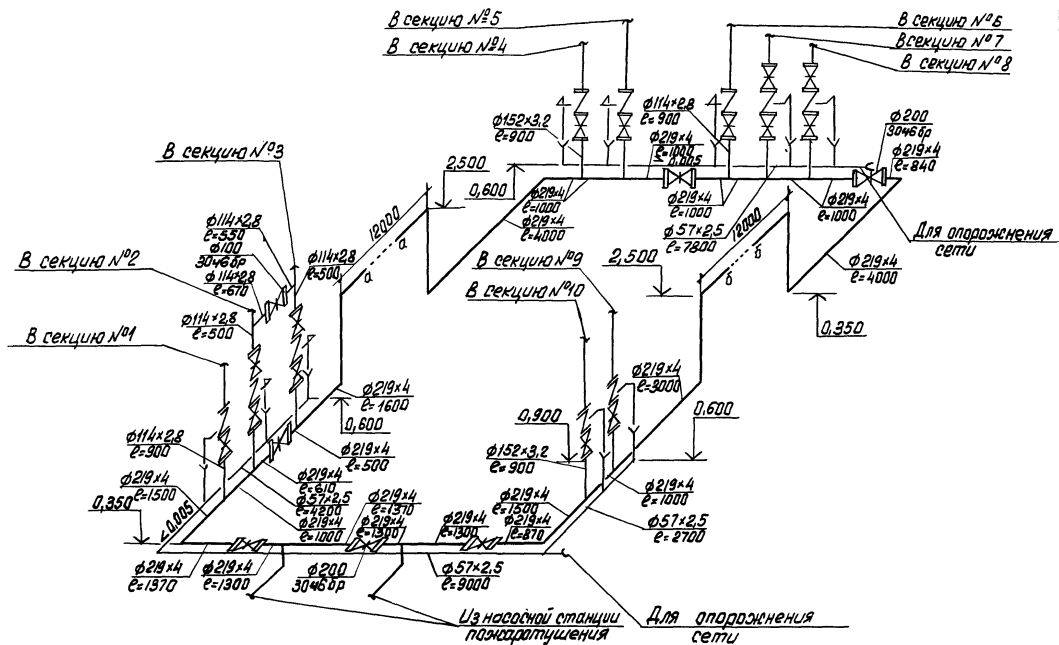 В секцию №5
В секцию №4
В секцию №6
В секцию №7
В секцию №8
В секцию №3
Ф152×3,2
ℓ=900
Ф114×2,8
ℓ=900
Ф219×4
ℓ=1000
0.005
Ф200
30ч6бр
Ф219×4
ℓ=840
2,500
0,600
12000
а
а
Ф219×4
ℓ=1000
Ф219×4
ℓ=4000
Ф219×4
ℓ=1000
Ф57×2,5
ℓ=7800
Ф219×4
ℓ=1000
12000
б
б
Для опорожнения
сети
Ф219×4
ℓ=4000
0,350
Ф114×2,8
ℓ=550
Ф100
30ч6бр
Ф114×2,8
ℓ=670
Ф114×2,8
ℓ=500
В секцию №2
Ф114×2,8
ℓ=500
В секцию №1
В секцию №9
В секцию №10
2,500
Ф219×4
ℓ=1600
0,600
Ф219×4
ℓ=500
Ф219×4
ℓ=3000
0,900
0,600
Ф114×2,8
ℓ=900
Ф152×3,2
ℓ=900
Ф219×4
ℓ=1500
0,350
<0.005
Ф219×4
ℓ=610
Ф57×2,5
ℓ=4200
Ф219×4
ℓ=1000
Ф219×4
ℓ=1370
Ф219×4
ℓ=1300
Ф219×4
ℓ=1300
Ф219×4
ℓ=870
Ф219×4
ℓ=1500
Ф219×4
ℓ=1000
Ф57×2,5
ℓ=2700
Ф219×4
ℓ=1370
Ф219×4
ℓ=1300
Ф200
30ч6бр
Ф57×2,5
ℓ=9000
Из насосной станции
пожаротушения
Для опорожнения
сети